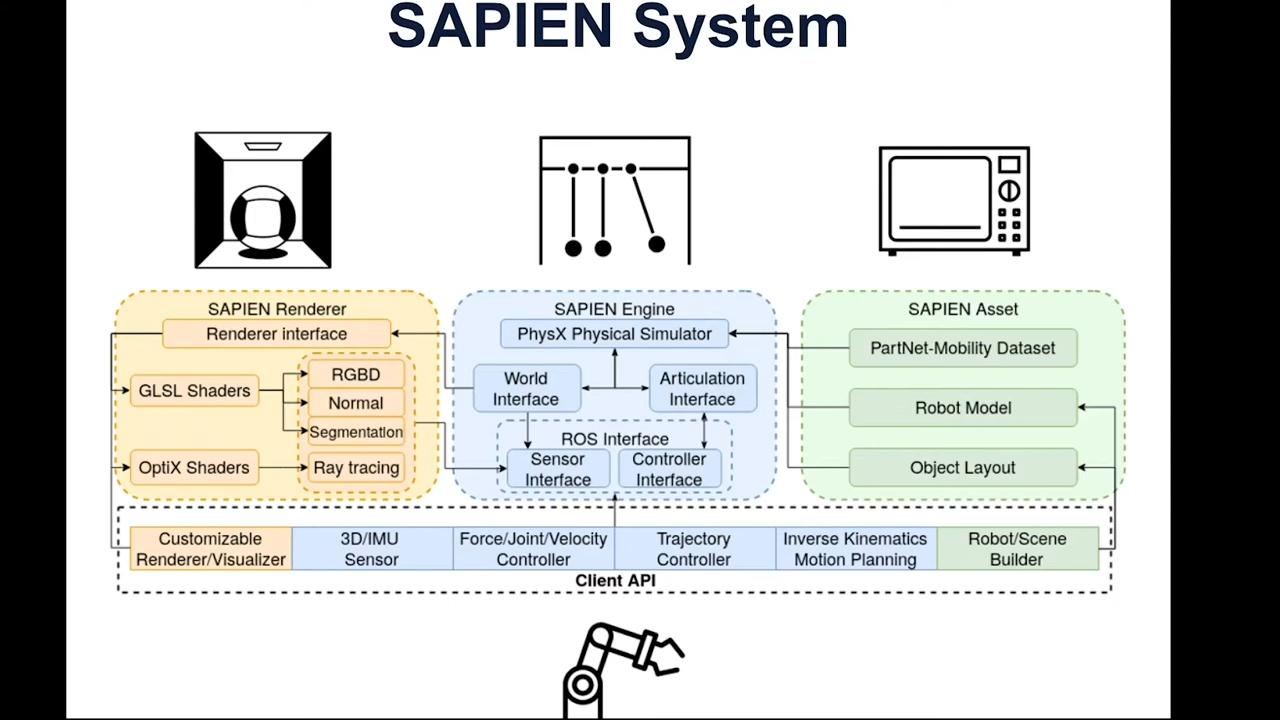 SAPIEN System
SAPIEN Renderer
Renderer interface
GLSL Shaders
RGBD
Normal
Segmentation
OptiX Shaders
Ray tracing
SAPIEN Engine
PhysX Physical Simulator
World
Interface
Articulation
Interface
ROS Interface
Sensor
Interface
Controller
Interface
SAPIEN Asset
PartNet-Mobility Dataset
Robot Model
Object Layout
Customizable
Renderer/Visualizer
3D/IMU
Sensor
Force/Joint/Velocity
Controller
Trajectory
Controller
Inverse Kinematics
Motion Planning
Robot/Scene
Builder
Client API